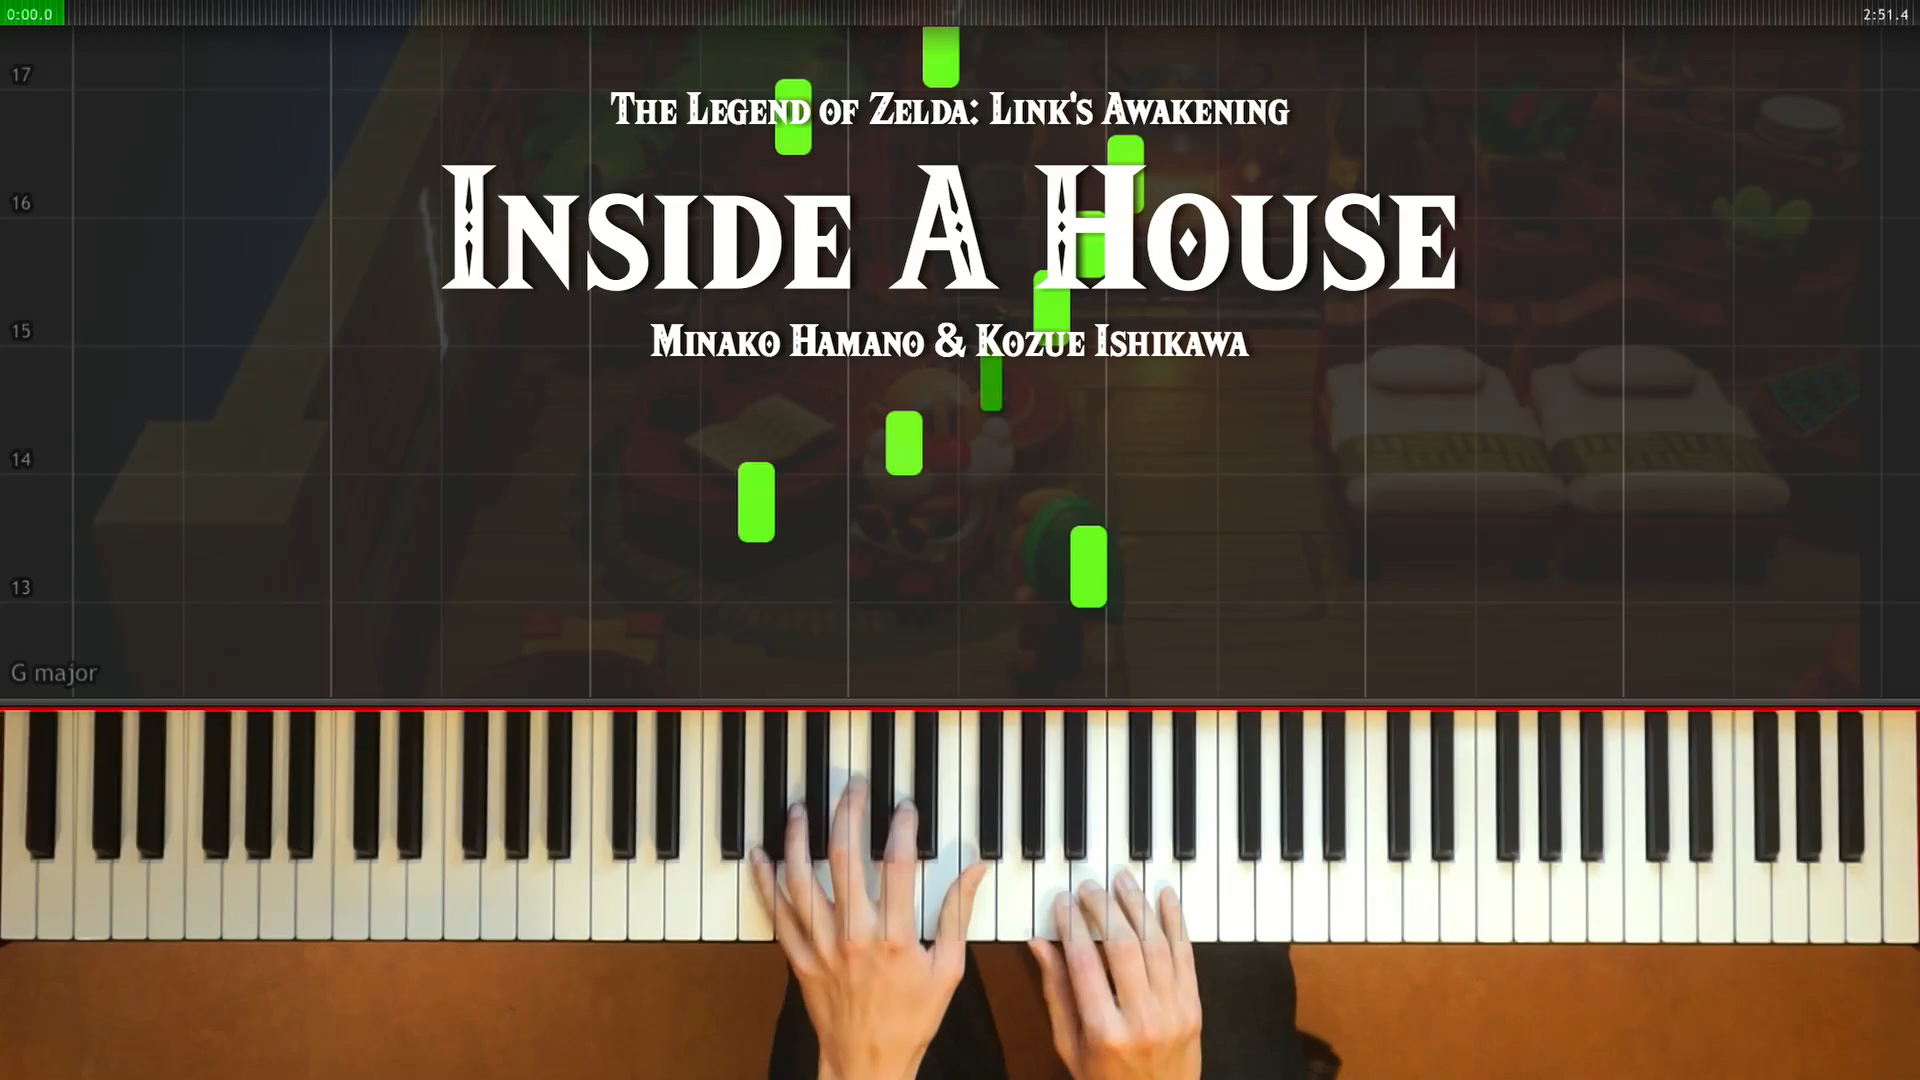 0:00.0
2:51.4
17
The Legend of Zelda: Link's Awakening
16
Inside A House
15
Minako Hamano & Kozue Ishikawa
14
13
G major